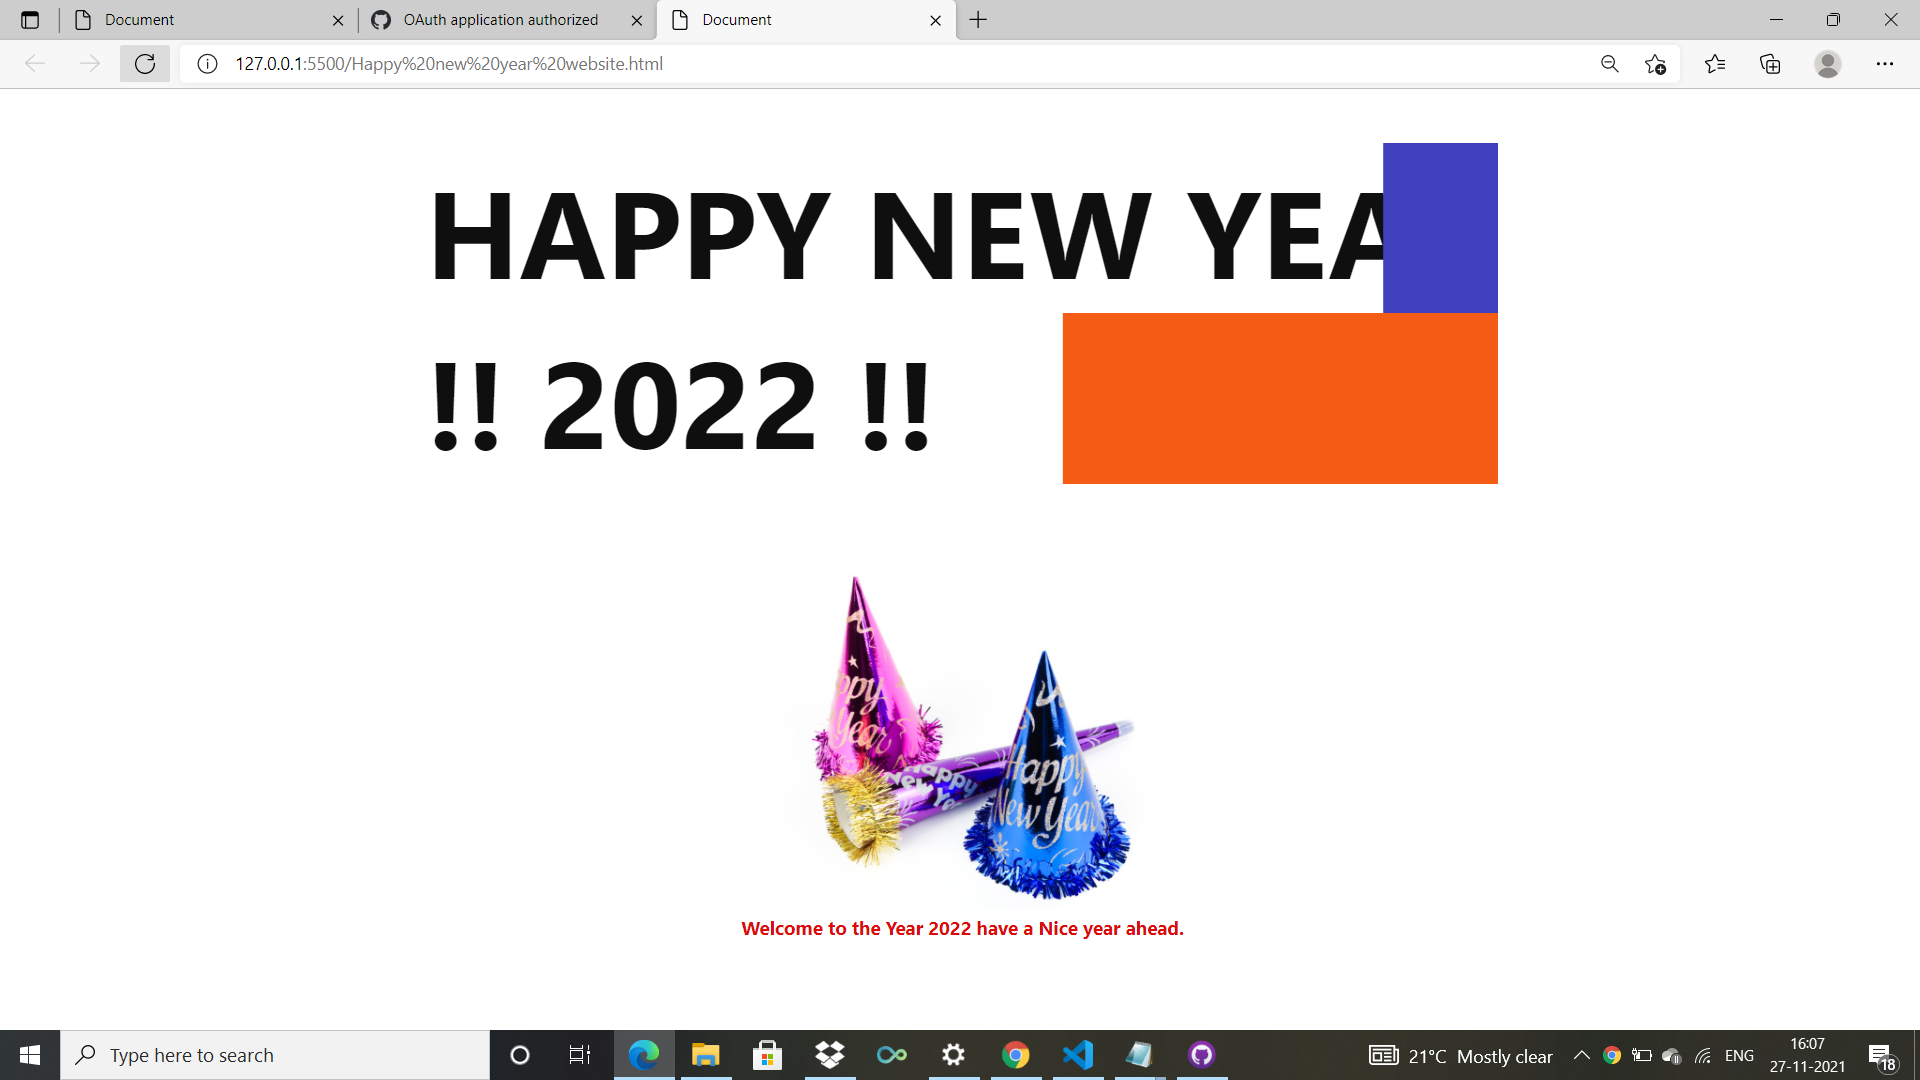 Document
OAuth application authorized
Document
127.0.0.1:5500/Happy%20new%20year%20website.html
HAPPY NEW YEA
!! 2022 !!
Happy
Year
Happy
New Ye
Happy
New Year
Welcome to the Year 2022 have a Nice year ahead.
Type here to search
21°C Mostly clear
ENG
16:07
27-11-2021
18